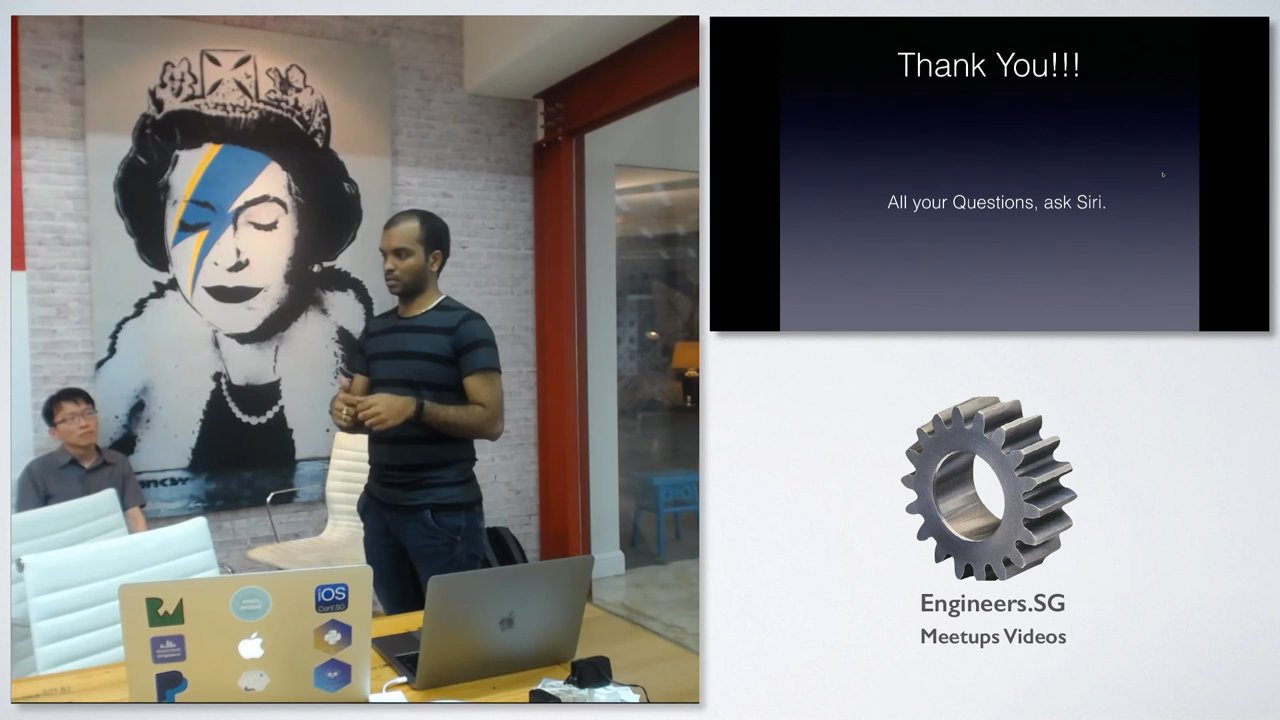 Thank You!!!
All your Questions, ask Siri.
iOS
Conf SG
Engineers.SG
Meetups Videos